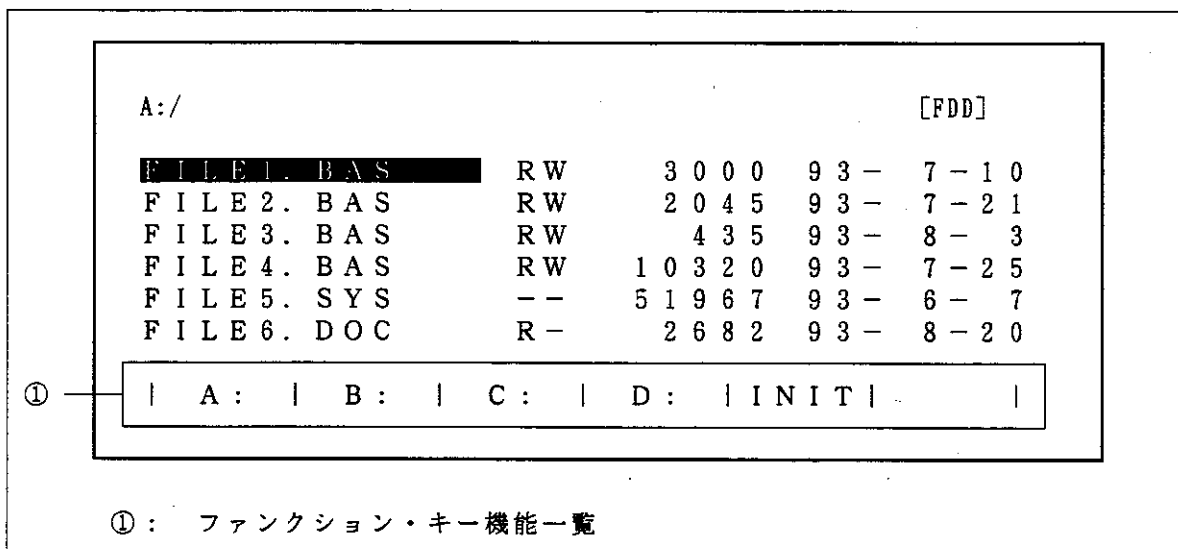 A:/ [FDD]
FILE1. BAS RW 3000 93- 7-10
FILE2. BAS RW 2045 93- 7-21
FILE3. BAS RW 435 93- 8- 3
FILE4. BAS RW 10320 93- 7-25
FILE5. SYS -- 51967 93- 6- 7
FILE6. DOC R- 2682 93- 8-20
① | A: | B: | C: | D: |INIT| |
①: ファンクション・キー機能一覧